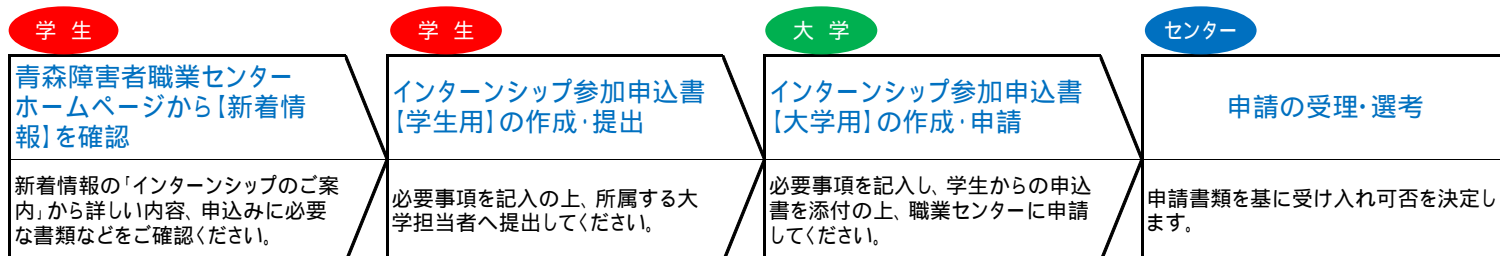 学 生
青森障害者職業センター
ホームページから【新着情
報】を確認
新着情報の「インターンシップのご案
内」から詳しい内容、申込みに必要
な書類などをご確認ください。
学 生
インターンシップ参加申込書
【学生用】の作成・提出
必要事項を記入の上、所属する大
学担当者へ提出してください。
大 学
インターンシップ参加申込書
【大学用】の作成・申請
必要事項を記入し、学生からの申込
書を添付の上、職業センターに申請
してください。
センター
申請の受理・選考
申請書類を基に受け入れ可否を決定し
ます。